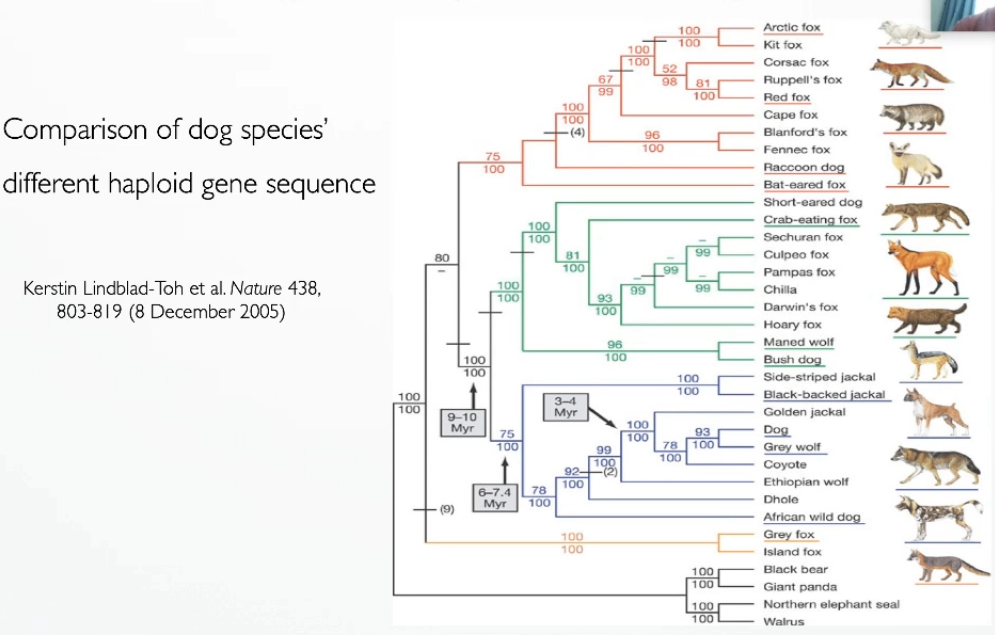 Comparison of dog species'
different haploid gene sequence
Kerstin Lindblad-Toh et al. Nature 438,
803-819 (8 December 2005)
100
100
Arctic fox
Kit fox
100
100
Corsac fox
52
98
Ruppell's fox
81
100
Red fox
67
99
Cape fox
100
100
(4)
Blanford's fox
96
100
Fennec fox
75
Raccoon dog
Bat-eared fox
Short-eared dog
100
100
Crab-eating fox
Sechuran fox
–
99
Culpeo fox
81
100
–
99
Pampas fox
–
99
Chilla
–
99
Darwin's fox
93
100
Hoary fox
80
–
100
100
Maned wolf
96
100
Bush dog
100
100
Side-striped jackal
100
100
Black-backed jackal
100
100
9–10
Myr
3–4
Myr
Golden jackal
100
100
Dog
93
100
Grey wolf
75
100
78
100
Coyote
99
100
(2)
Ethiopian wolf
92
100
6–7.4
Myr
Dhole
78
100
African wild dog
(9)
Grey fox
100
100
Island fox
Black bear
100
100
Giant panda
Northern elephant seal
100
100
Walrus